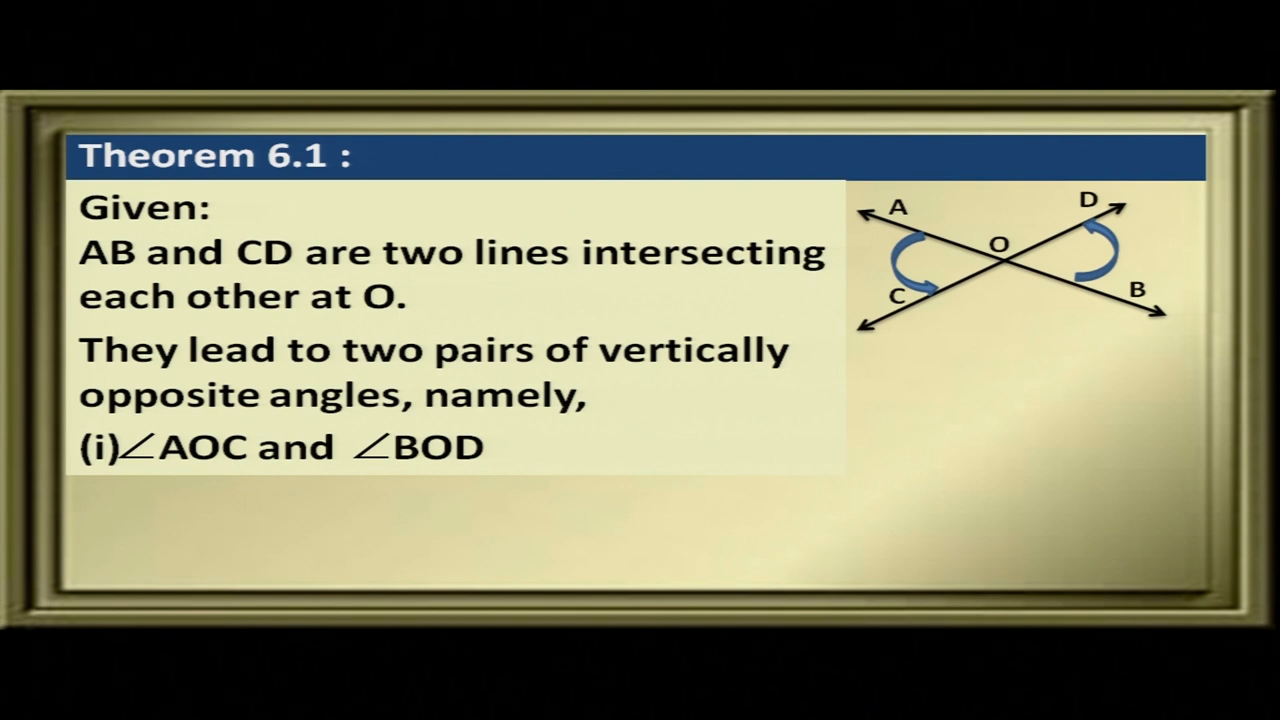 Theorem 6.1 :
Given:
AB and CD are two lines intersecting
each other at O.
They lead to two pairs of vertically
opposite angles, namely,
(i)∠AOC and ∠BOD
A
D
O
C
B